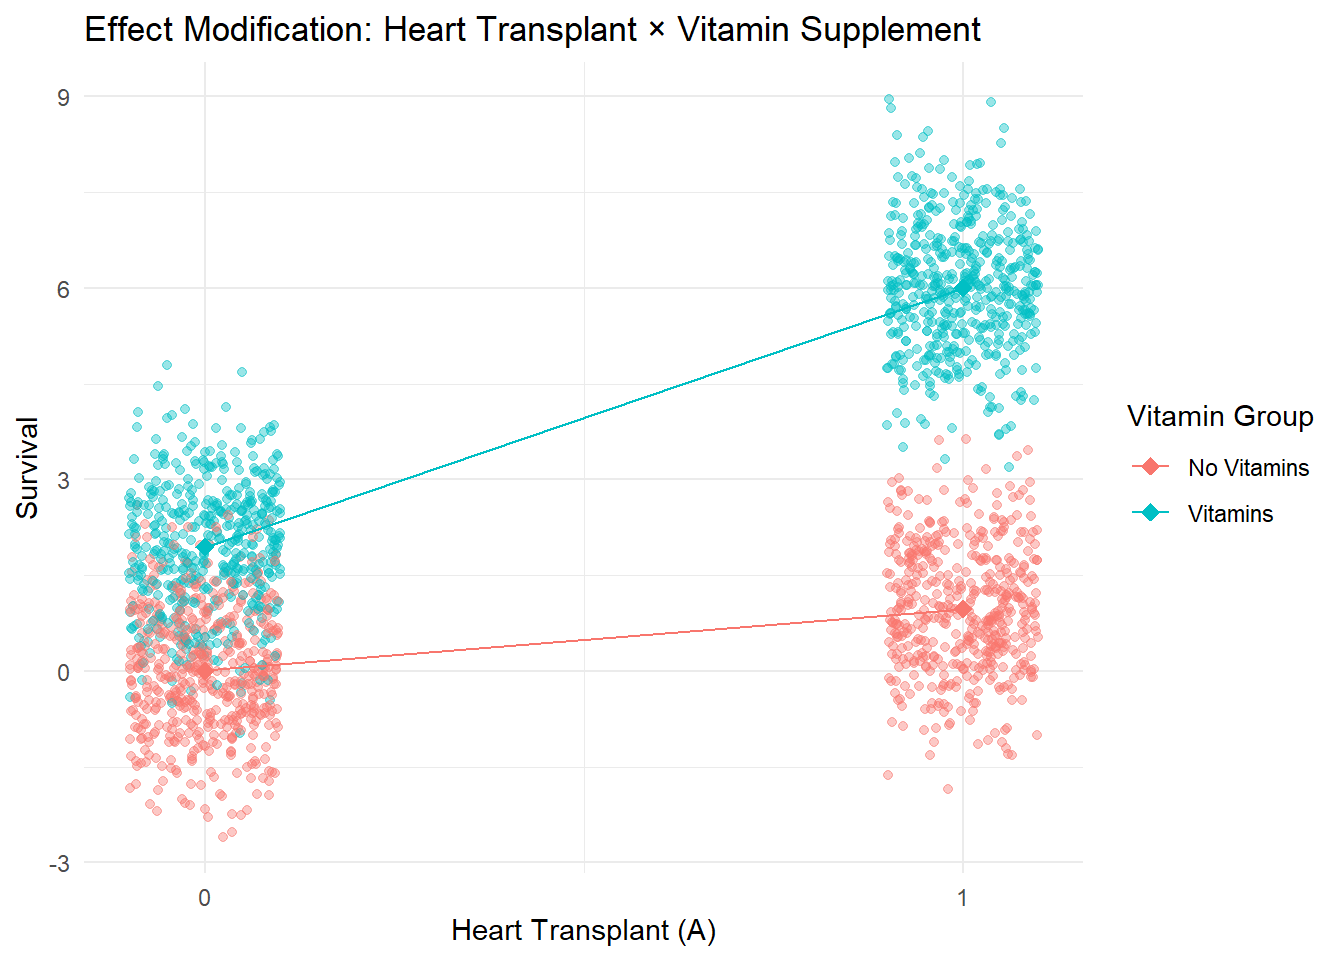 Effect Modification: Heart Transplant × Vitamin Supplement
9
6
3
0
-3
Survival
0
1
Heart Transplant (A)
Vitamin Group
No Vitamins
Vitamins